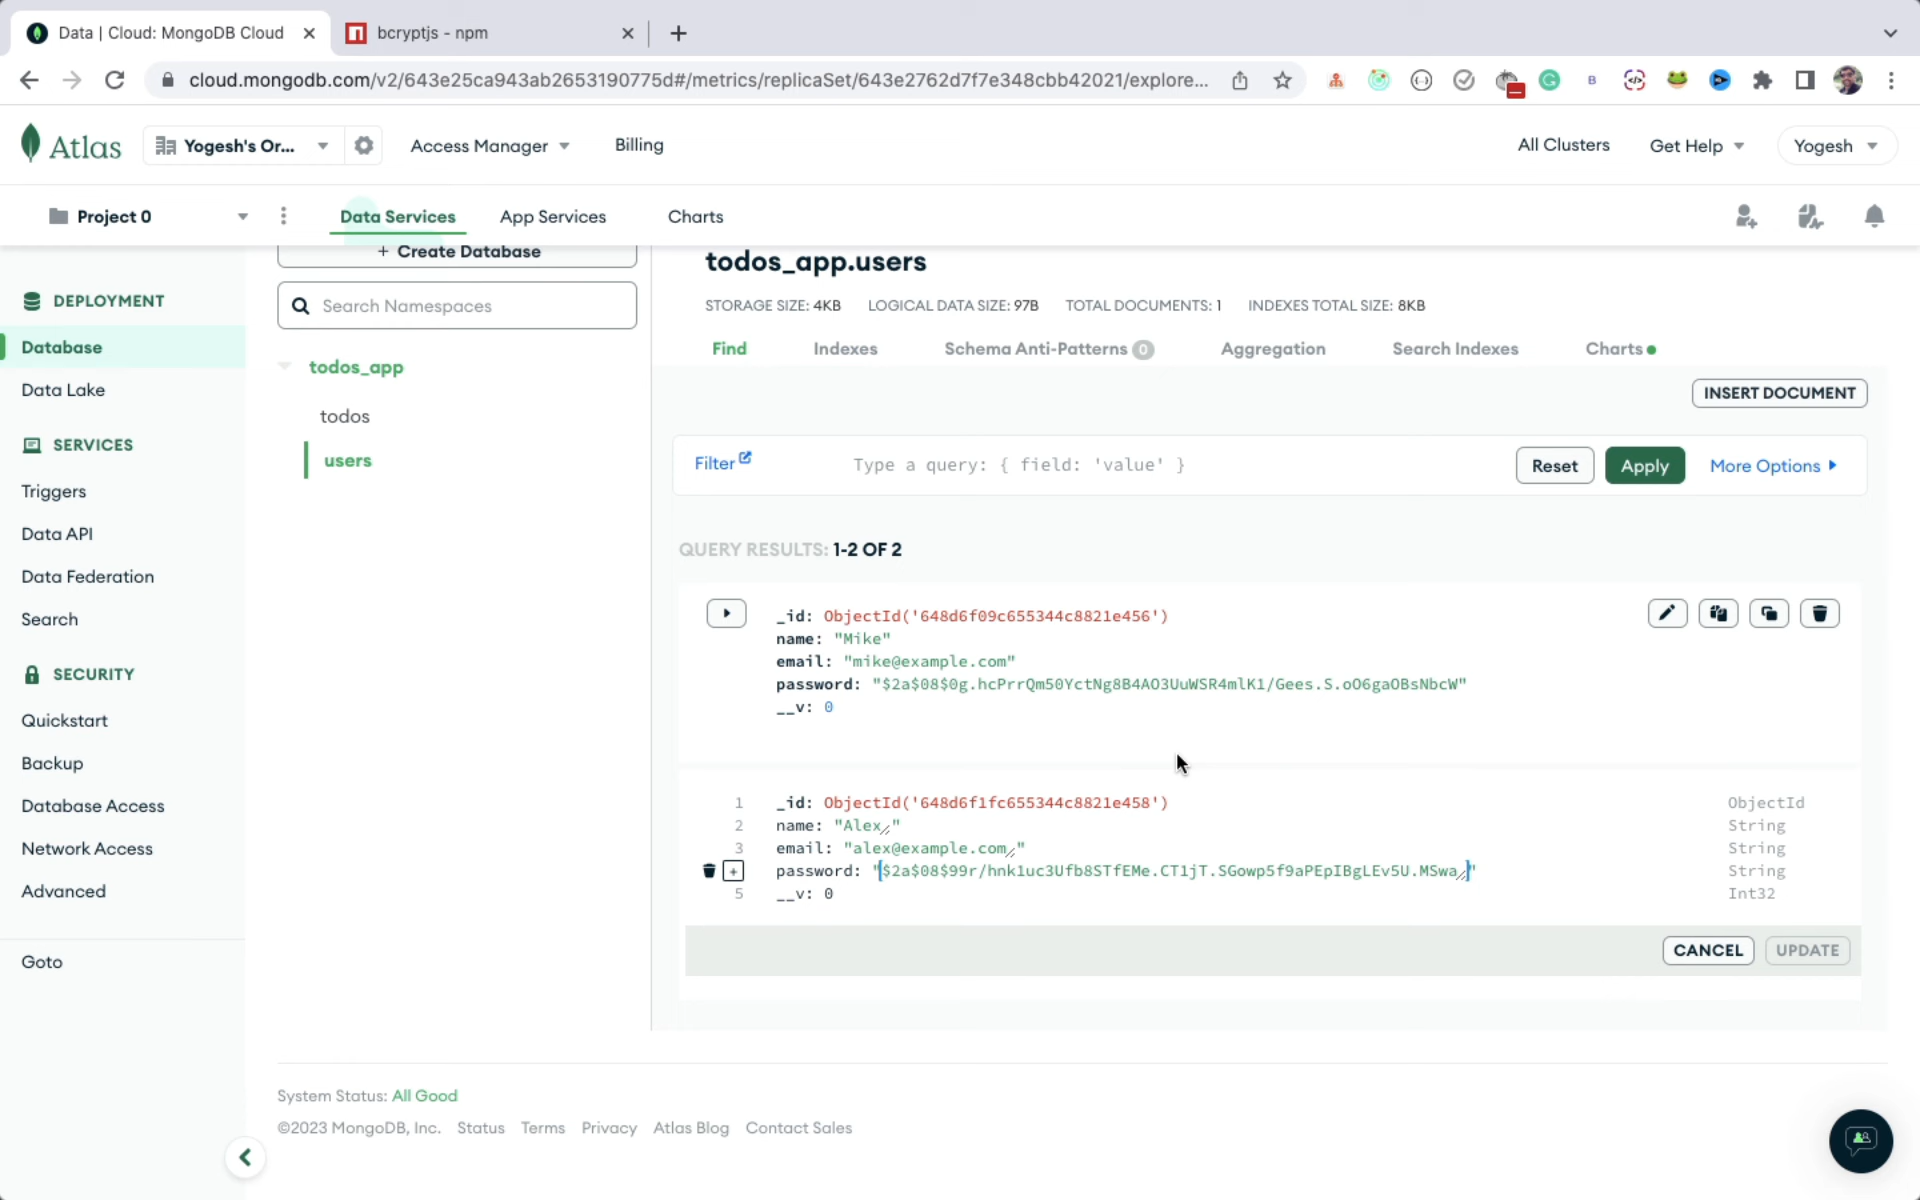 Data | Cloud: MongoDB Cloud
bcryptjs - npm
cloud.mongodb.com/v2/643e25ca943ab2653190775d#/metrics/replicaSet/643e2762d7f7e348cbb42021/explore...
Atlas
Yogesh's Or...
Access Manager
Billing
All Clusters
Get Help
Yogesh
Project 0
Data Services
App Services
Charts
DEPLOYMENT
Database
Data Lake
SERVICES
Triggers
Data API
Data Federation
Search
SECURITY
Quickstart
Backup
Database Access
Network Access
Advanced
Goto
+ Create Database
Search Namespaces
todos_app
todos
users
todos_app.users
STORAGE SIZE: 4KB LOGICAL DATA SIZE: 97B TOTAL DOCUMENTS: 1 INDEXES TOTAL SIZE: 8KB
Find Indexes Schema Anti-Patterns 0 Aggregation Search Indexes Charts
INSERT DOCUMENT
Filter Type a query: { field: 'value' } Reset Apply More Options
QUERY RESULTS: 1-2 OF 2
_id: ObjectId('648d6f09c655344c8821e456')
name: "Mike"
email: "mike@example.com"
password: "$2a$08$0g.hcPrrQm50YctNg8B4AO3UuWSR4mlK1/Gees.S.oO6gaOBsNbcW"
__v: 0
1 _id: ObjectId('648d6f1fc655344c8821e458') ObjectId
2 name: "Alex" String
3 email: "alex@example.com" String
password: "$2a$08$99r/hnk1uc3Ufb8STfEMe.CT1jT.SGowp5f9aPEpIBgLEv5U.MSwa" String
5 __v: 0 Int32
CANCEL UPDATE
System Status: All Good
©2023 MongoDB, Inc. Status Terms Privacy Atlas Blog Contact Sales